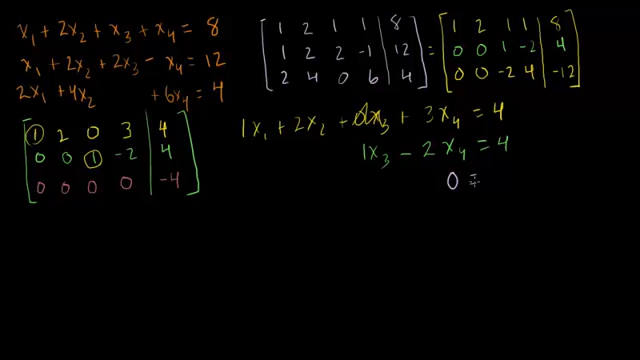 x₁ + 2x₂ + x₃ + x₄ = 8
x₁ + 2x₂ + 2x₃ - x₄ = 12
2x₁ + 4x₂ + 6x₄ = 4
1 2 1 1 | 8
1 2 2 -1 | 12
2 4 0 6 | 4
=
1 2 1 1 | 8
0 0 1 -2 | 4
0 0 -2 4 | -12
1 2 0 3 | 4
0 0 1 -2 | 4
0 0 0 0 | -4
1x₁ + 2x₂ + 0x₃ + 3x₄ = 4
1x₃ - 2x₄ = 4
0 =